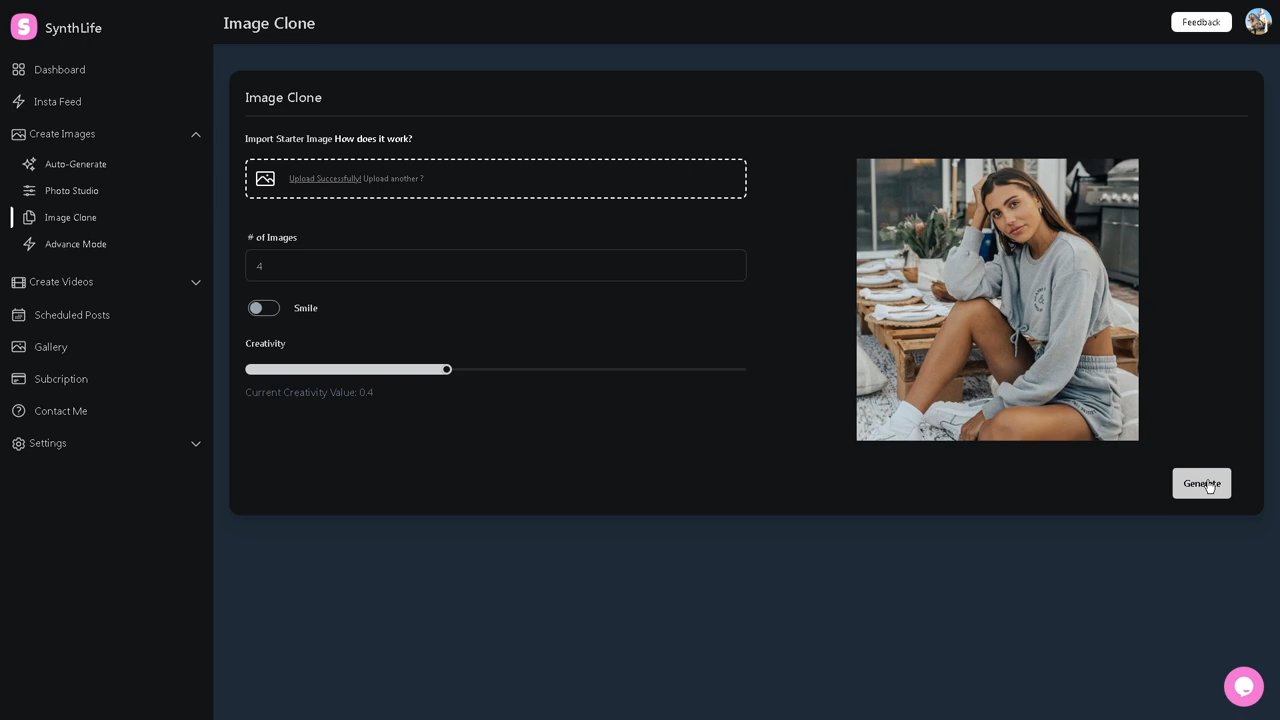 SynthLife
Image Clone
Feedback
Dashboard
Insta Feed
Create Images
Auto-Generate
Photo Studio
Image Clone
Advance Mode
Create Videos
Scheduled Posts
Gallery
Subcription
Contact Me
Settings
Image Clone
Import Starter Image How does it work?
Upload Successfully! Upload another ?
# of Images
4
Smile
Creativity
Current Creativity Value: 0.4
Generate